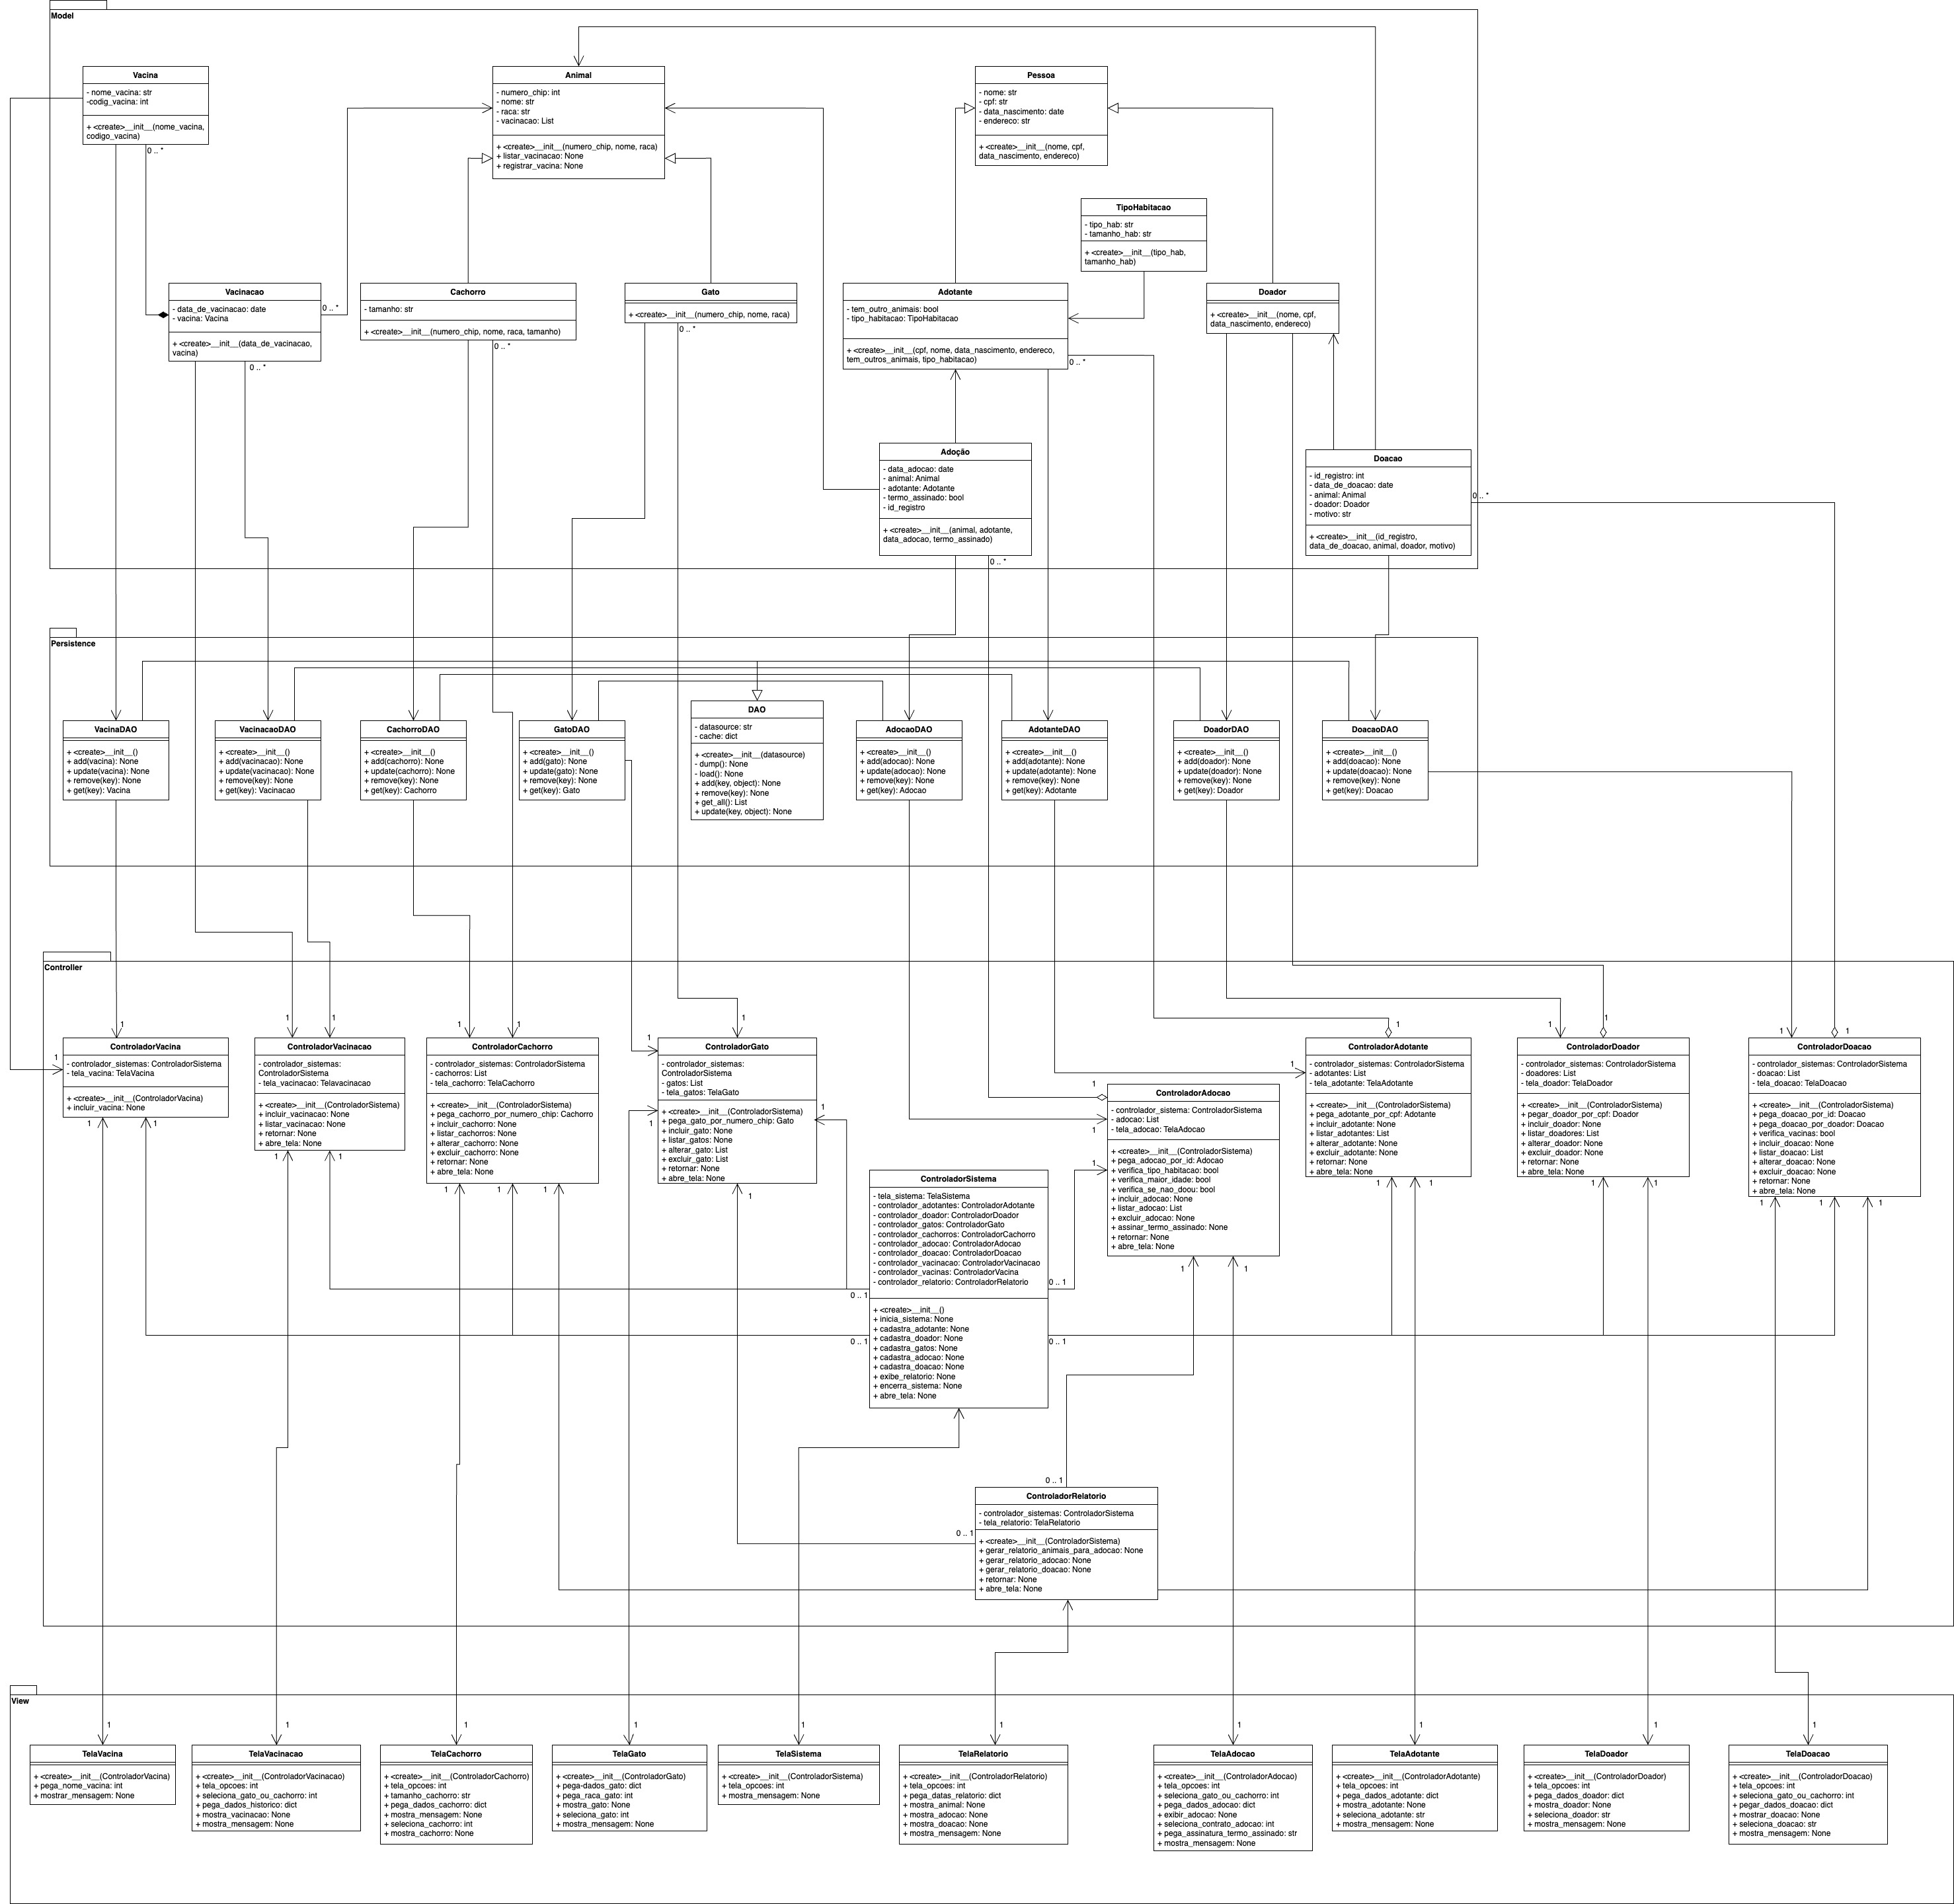 Model
Vacina
- nome_vacina: str
-codig_vacina: int
+ <create>__init__(nome_vacina,
codigo_vacina)
0 .. *
Animal
- numero_chip: int
- nome: str
- raca: str
- vacinacao: List
+ <create>__init__(numero_chip, nome, raca)
+ listar_vacinacao: None
+ registrar_vacina: None
Pessoa
- nome: str
- cpf: str
- data_nascimento: date
- endereco: str
+ <create>__init__(nome, cpf,
data_nascimento, endereco)
TipoHabitacao
- tipo_hab: str
- tamanho_hab: str
+ <create>__init__(tipo_hab,
tamanho_hab)
Vacinacao
- data_de_vacinacao: date
- vacina: Vacina
+ <create>__init__(data_de_vacinacao,
vacina)
0 .. *
0 .. *
Cachorro
- tamanho: str
+ <create>__init__(numero_chip, nome, raca, tamanho)
0 .. *
Gato
+ <create>__init__(numero_chip, nome, raca)
0 .. *
Adotante
- tem_outro_animais: bool
- tipo_habitacao: TipoHabitacao
+ <create>__init__(cpf, nome, data_nascimento, endereco,
tem_outros_animais, tipo_habitacao)
0 .. *
Doador
+ <create>__init__(nome, cpf,
data_nascimento, endereco)
Adoção
- data_adocao: date
- animal: Animal
- adotante: Adotante
- termo_assinado: bool
- id_registro
+ <create>__init__(animal, adotante,
data_adocao, termo_assinado)
0 .. *
Doacao
- id_registro: int
- data_de_doacao: date
- animal: Animal
- doador: Doador
- motivo: str
+ <create>__init__(id_registro,
data_de_doacao, animal, doador, motivo)
0 .. *
Persistence
VacinaDAO
+ <create>__init__()
+ add(vacina): None
+ update(vacina): None
+ remove(key): None
+ get(key): Vacina
VacinacaoDAO
+ <create>__init__()
+ add(vacinacao): None
+ update(vacinacao): None
+ remove(key): None
+ get(key): Vacinacao
CachorroDAO
+ <create>__init__()
+ add(cachorro): None
+ update(cachorro): None
+ remove(key): None
+ get(key): Cachorro
GatoDAO
+ <create>__init__()
+ add(gato): None
+ update(gato): None
+ remove(key): None
+ get(key): Gato
DAO
- datasource: str
- cache: dict
+ <create>__init__(datasource)
- dump(): None
- load(): None
+ add(key, object): None
+ remove(key): None
+ get_all(): List
+ update(key, object): None
AdocaoDAO
+ <create>__init__()
+ add(adocao): None
+ update(adocao): None
+ remove(key): None
+ get(key): Adocao
AdotanteDAO
+ <create>__init__()
+ add(adotante): None
+ update(adotante): None
+ remove(key): None
+ get(key): Adotante
DoadorDAO
+ <create>__init__()
+ add(doador): None
+ update(doador): None
+ remove(key): None
+ get(key): Doador
DoacaoDAO
+ <create>__init__()
+ add(doacao): None
+ update(doacao): None
+ remove(key): None
+ get(key): Doacao
Controller
1
1
ControladorVacina
- controlador_sistemas: ControladorSistema
- tela_vacina: TelaVacina
+ <create>__init__(ControladorVacina)
+ incluir_vacina: None
1
1
1
1
ControladorVacinacao
- controlador_sistemas:
ControladorSistema
- tela_vacinacao: Telavacinacao
+ <create>__init__(ControladorSistema)
+ incluir_vacinacao: None
+ listar_vacinacao: None
+ retornar: None
+ abre_tela: None
1
1
1
1
ControladorCachorro
- controlador_sistemas: ControladorSistema
- cachorros: List
- tela_cachorro: TelaCachorro
+ <create>__init__(ControladorSistema)
+ pega_cachorro_por_numero_chip: Cachorro
+ incluir_cachorro: None
+ listar_cachorros: None
+ alterar_cachorro: None
+ excluir_cachorro: None
+ retornar: None
+ abre_tela: None
1
1
1
1
1
ControladorGato
- controlador_sistemas:
ControladorSistema
- gatos: List
- tela_gatos: TelaGato
+ <create>__init__(ControladorSistema)
+ pega_gato_por_numero_chip: Gato
+ incluir_gato: None
+ listar_gatos: None
+ alterar_gato: List
+ excluir_gato: List
+ retornar: None
+ abre_tela: None
1
1
1
ControladorSistema
- tela_sistema: TelaSistema
- controlador_adotantes: ControladorAdotante
- controlador_doador: ControladorDoador
- controlador_gatos: ControladorGato
- controlador_cachorros: ControladorCachorro
- controlador_adocao: ControladorAdocao
- controlador_doacao: ControladorDoacao
- controlador_vacinacao: ControladorVacinacao
- controlador_vacinas: ControladorVacina
- controlador_relatorio: ControladorRelatorio
+ <create>__init__()
+ inicia_sistema: None
+ cadastra_adotante: None
+ cadastra_doador: None
+ cadastra_gatos: None
+ cadastra_adocao: None
+ cadastra_doacao: None
+ exibe_relatorio: None
+ encerra_sistema: None
+ abre_tela: None
0 .. 1
0 .. 1
0 .. 1
0 .. 1
1
1
1
ControladorAdocao
- controlador_sistema: ControladorSistema
- adocao: List
- tela_adocao: TelaAdocao
+ <create>__init__(ControladorSistema)
+ pega_adocao_por_id: Adocao
+ verifica_tipo_habitacao: bool
+ verifica_maior_idade: bool
+ verifica_se_nao_doou: bool
+ incluir_adocao: None
+ listar_adocao: List
+ excluir_adocao: None
+ assinar_termo_assinado: None
+ retornar: None
+ abre_tela: None
1
1
1
1
ControladorAdotante
- controlador_sistemas: ControladorSistema
- adotantes: List
- tela_adotante: TelaAdotante
+ <create>__init__(ControladorSistema)
+ pega_adotante_por_cpf: Adotante
+ incluir_adotante: None
+ listar_adotantes: List
+ alterar_adotante: None
+ excluir_adotante: None
+ retornar: None
+ abre_tela: None
1
1
1
1
ControladorDoador
- controlador_sistemas: ControladorSistema
- doadores: List
- tela_doador: TelaDoador
+ <create>__init__(ControladorSistema)
+ pegar_doador_por_cpf: Doador
+ incluir_doador: None
+ listar_doadores: List
+ alterar_doador: None
+ excluir_doador: None
+ retornar: None
+ abre_tela: None
1
1
1
1
ControladorDoacao
- controlador_sistemas: ControladorSistema
- doacao: List
- tela_doacao: TelaDoacao
+ <create>__init__(ControladorSistema)
+ pega_doacao_por_id: Doacao
+ pega_doacao_por_doador: Doacao
+ verifica_vacinas: bool
+ incluir_doacao: None
+ listar_doacao: List
+ alterar_doacao: None
+ excluir_doacao: None
+ retornar: None
+ abre_tela: None
1
1
1
0 .. 1
0 .. 1
ControladorRelatorio
- controlador_sistemas: ControladorSistema
- tela_relatorio: TelaRelatorio
+ <create>__init__(ControladorSistema)
+ gerar_relatorio_animais_para_adocao: None
+ gerar_relatorio_adocao: None
+ gerar_relatorio_doacao: None
+ retornar: None
+ abre_tela: None
View
1
TelaVacina
+ <create>__init__(ControladorVacina)
+ pega_nome_vacina: int
+ mostrar_mensagem: None
1
TelaVacinacao
+ <create>__init__(ControladorVacinacao)
+ tela_opcoes: int
+ seleciona_gato_ou_cachorro: int
+ pega_dados_historico: dict
+ mostra_vacinacao: None
+ mostra_mensagem: None
1
TelaCachorro
+ <create>__init__(ControladorCachorro)
+ tela_opcoes: int
+ tamanho_cachorro: str
+ pega_dados_cachorro: dict
+ mostra_mensagem: None
+ seleciona_cachorro: int
+ mostra_cachorro: None
1
TelaGato
+ <create>__init__(ControladorGato)
+ pega-dados_gato: dict
+ pega_raca_gato: int
+ mostra_gato: None
+ seleciona_gato: int
+ mostra_mensagem: None
1
TelaSistema
+ <create>__init__(ControladorSistema)
+ tela_opcoes: int
+ mostra_mensagem: None
1
TelaRelatorio
+ <create>__init__(ControladorRelatorio)
+ tela_opcoes: int
+ pega_datas_relatorio: dict
+ mostra_animal: None
+ mostra_adocao: None
+ mostra_doacao: None
+ mostra_mensagem: None
1
TelaAdocao
+ <create>__init__(ControladorAdocao)
+ tela_opcoes: int
+ seleciona_gato_ou_cachorro: int
+ pega_dados_adocao: dict
+ exibir_adocao: None
+ seleciona_contrato_adocao: int
+ pega_assinatura_termo_assinado: str
+ mostra_mensagem: None
1
TelaAdotante
+ <create>__init__(ControladorAdotante)
+ tela_opcoes: int
+ pega_dados_adotante: dict
+ mostra_adotante: None
+ seleciona_adotante: str
+ mostra_mensagem: None
1
TelaDoador
+ <create>__init__(ControladorDoador)
+ tela_opcoes: int
+ pega_dados_doador: dict
+ mostra_doador: None
+ seleciona_doador: str
+ mostra_mensagem: None
1
TelaDoacao
+ <create>__init__(ControladorDoacao)
+ tela_opcoes: int
+ seleciona_gato_ou_cachorro: int
+ pegar_dados_doacao: dict
+ mostrar_doacao: None
+ seleciona_doacao: str
+ mostra_mensagem: None